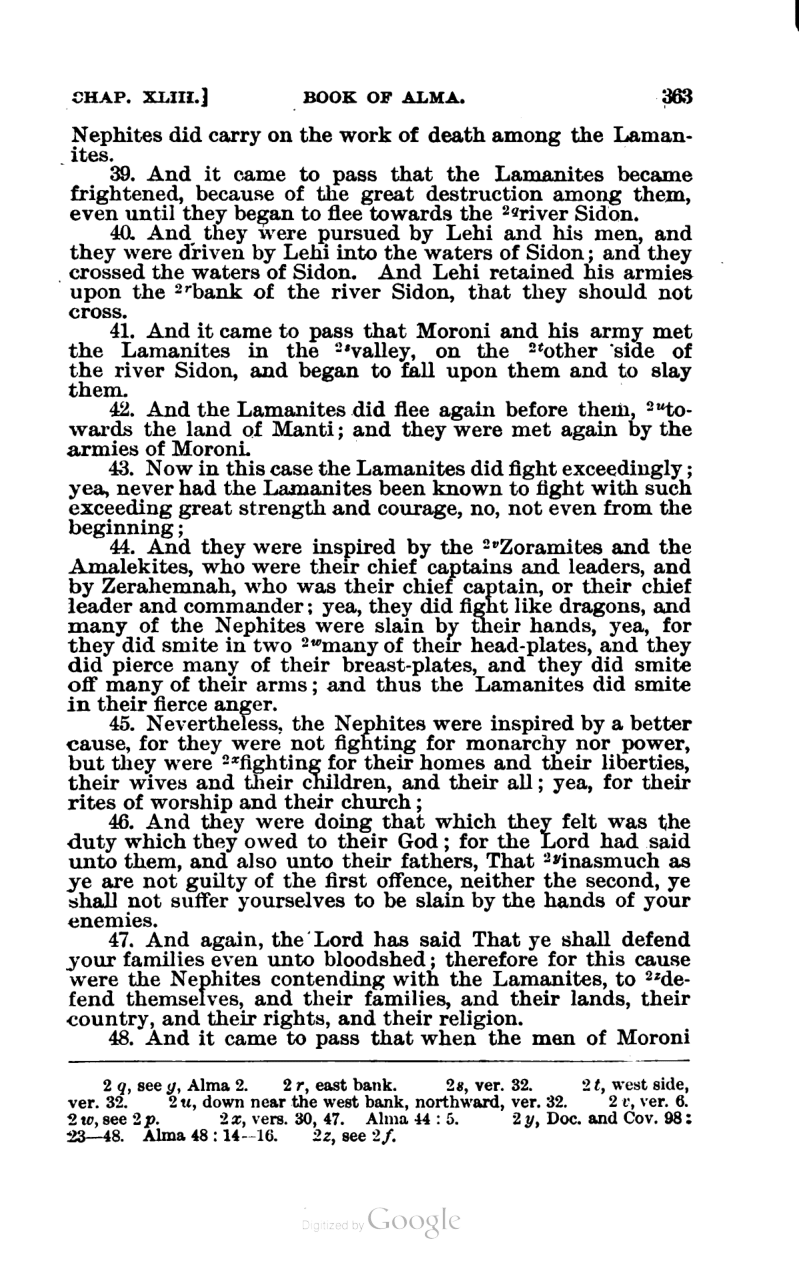 CHAP. XLIII.] BOOK OF ALMA. 363
Nephites did carry on the work of death among the Laman-
ites.
39. And it came to pass that the Lamanites became
frightened, because of the great destruction among them,
even until they began to flee towards the 2qriver Sidon.
40. And they were pursued by Lehi and his men, and
they were driven by Lehi into the waters of Sidon; and they
crossed the waters of Sidon. And Lehi retained his armies
upon the 2rbank of the river Sidon, that they should not
cross.
41. And it came to pass that Moroni and his army met
the Lamanites in the 2svalley, on the 2tother side of
the river Sidon, and began to fall upon them and to slay
them.
42. And the Lamanites did flee again before them, 2uto-
wards the land of Manti; and they were met again by the
armies of Moroni.
43. Now in this case the Lamanites did fight exceedingly;
yea, never had the Lamanites been known to fight with such
exceeding great strength and courage, no, not even from the
beginning;
44. And they were inspired by the 2vZoramites and the
Amalekites, who were their chief captains and leaders, and
by Zerahemnah, who was their chief captain, or their chief
leader and commander; yea, they did fight like dragons, and
many of the Nephites were slain by their hands, yea, for
they did smite in two 2wmany of their head-plates, and they
did pierce many of their breast-plates, and they did smite
off many of their arms; and thus the Lamanites did smite
in their fierce anger.
45. Nevertheless, the Nephites were inspired by a better
cause, for they were not fighting for monarchy nor power,
but they were 2xfighting for their homes and their liberties,
their wives and their children, and their all; yea, for their
rites of worship and their church;
46. And they were doing that which they felt was the
duty which they owed to their God; for the Lord had said
unto them, and also unto their fathers, That 2yinasmuch as
ye are not guilty of the first offence, neither the second, ye
shall not suffer yourselves to be slain by the hands of your
enemies.
47. And again, the Lord has said That ye shall defend
your families even unto bloodshed; therefore for this cause
were the Nephites contending with the Lamanites, to 2zde-
fend themselves, and their families, and their lands, their
country, and their rights, and their religion.
48. And it came to pass that when the men of Moroni
2 q, see g, Alma 2. 2 r, east bank. 2s, ver. 32. 2 t, west side,
ver. 32. 2 u, down near the west bank, northward, ver. 32. 2 v, ver. 6.
2 w, see 2 p. 2 x, vers. 30, 47. Alma 44 : 5. 2 y, Doc. and Cov. 98:
23—48. Alma 48 : 14--16. 2z, see 2 f.
Digitized by Google